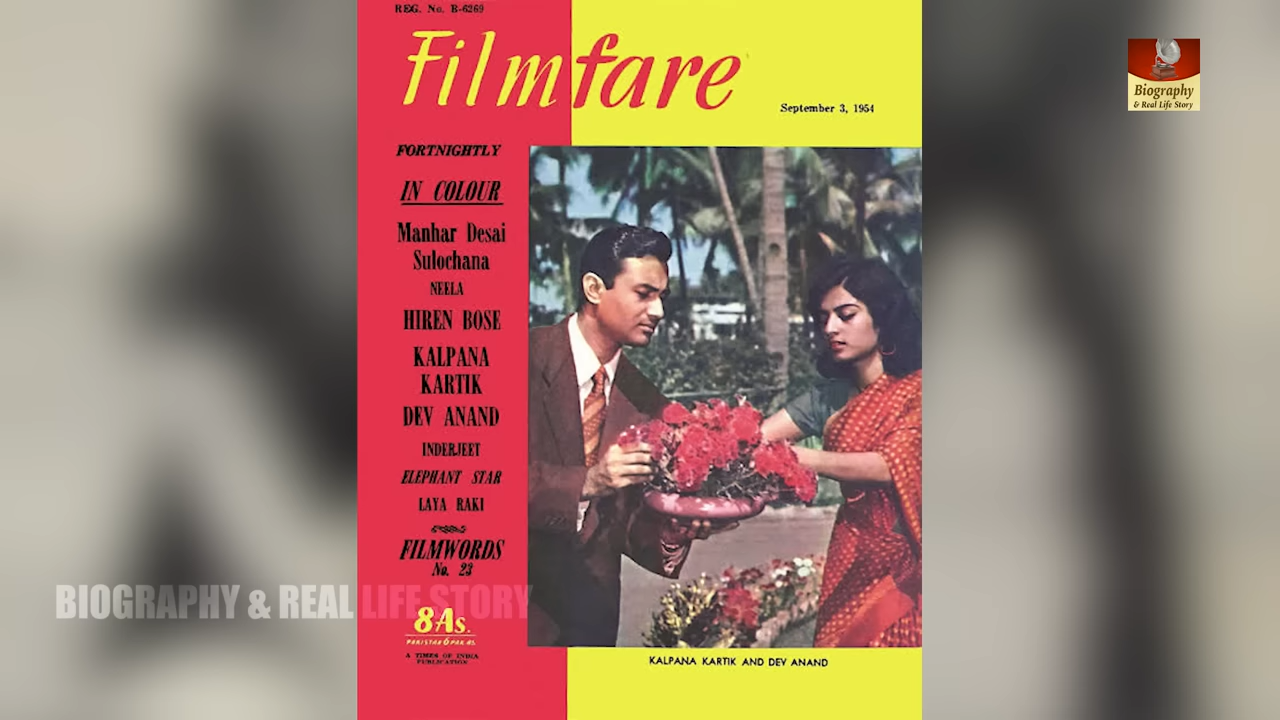 REG. No. B-6269
Filmfare
September 3, 1954
Biography
& Real Life Story
FORTNIGHTLY
IN COLOUR
Manhar Desai
Sulochana
NEELA
HIREN BOSE
KALPANA
KARTIK
DEV ANAND
INDERJEET
ELEPHANT STAR
LAYA RAKI
FILMWORDS
No. 23
BIOGRAPHY & REAL LIFE STORY
8 As.
A TIMES OF INDIA
PUBLICATION
KALPANA KARTIK AND DEV ANAND